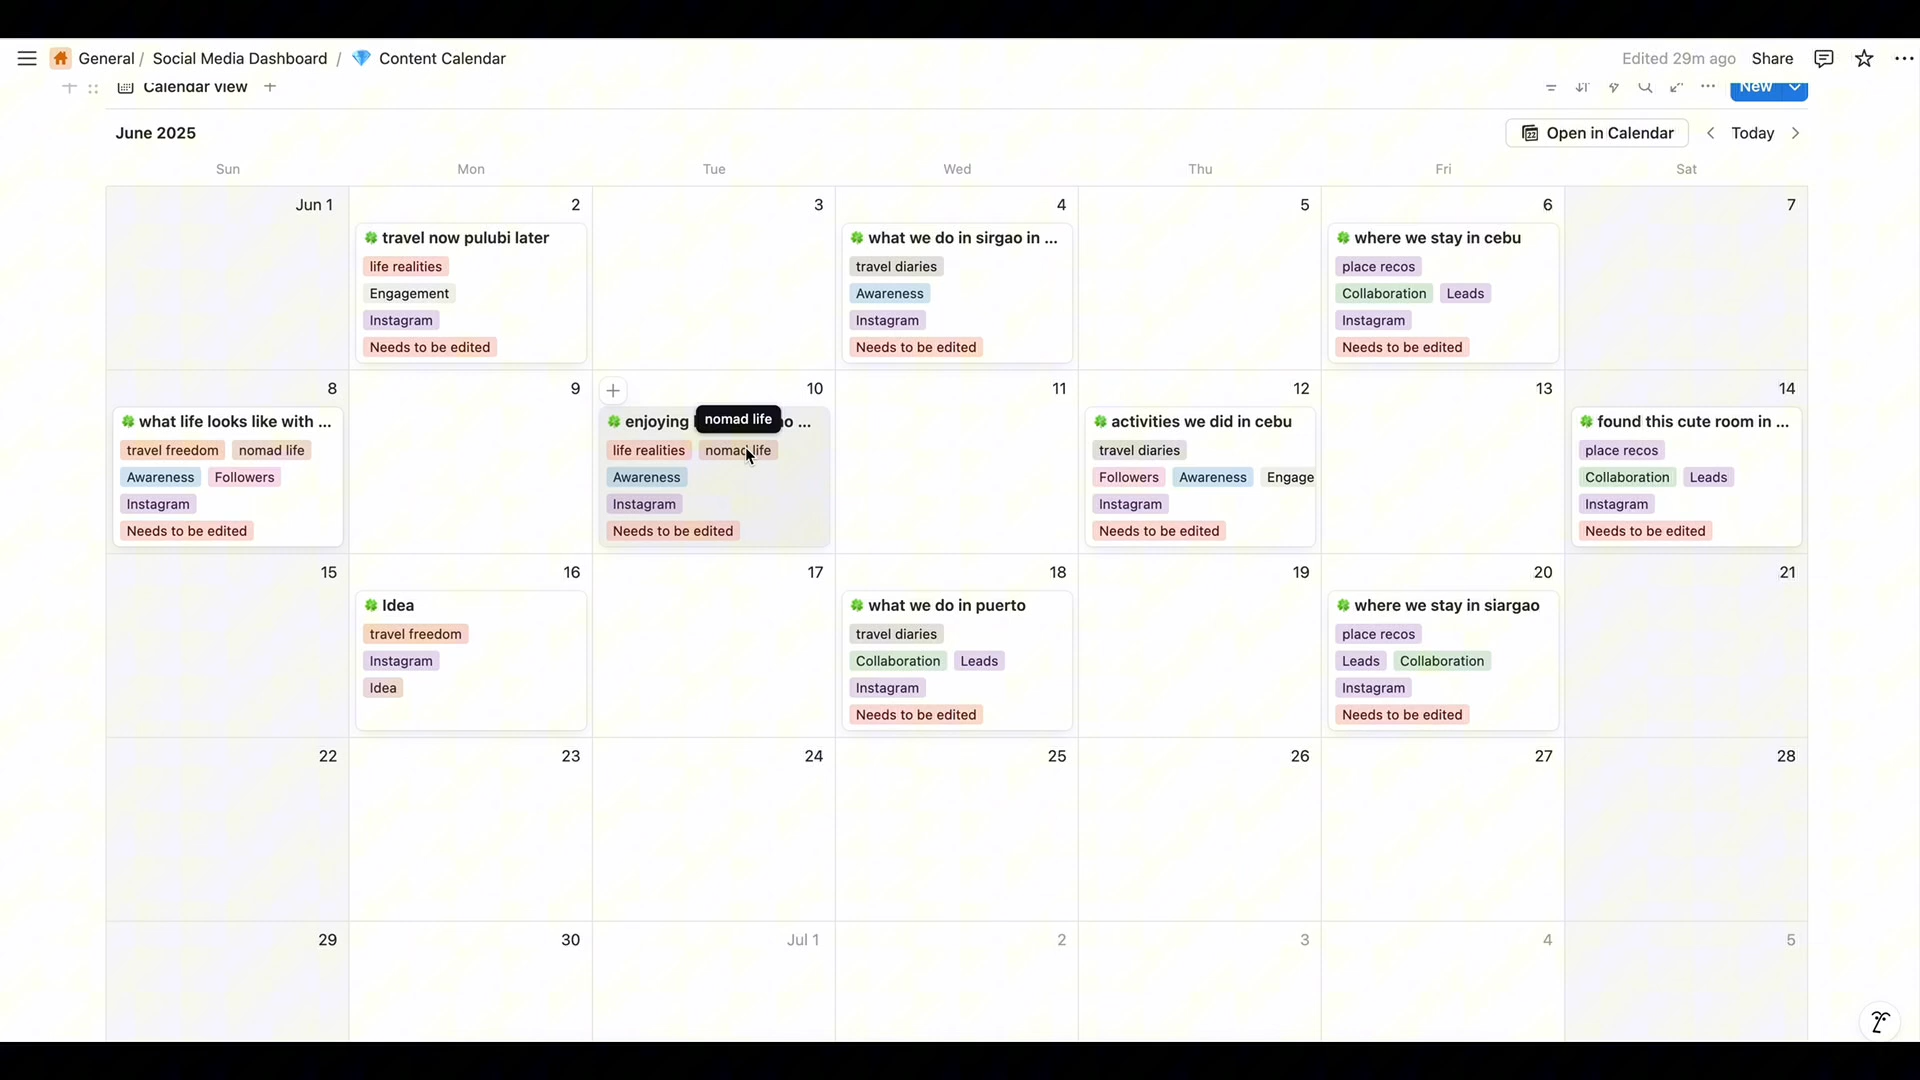 General / Social Media Dashboard / Content Calendar
Edited 29m ago Share
Calendar view
New
June 2025
Open in Calendar
Today
Sun Mon Tue Wed Thu Fri Sat
Jun 1
2
travel now pulubi later
life realities
Engagement
Instagram
Needs to be edited
3
4
what we do in sirgao in ...
travel diaries
Awareness
Instagram
Needs to be edited
5
6
where we stay in cebu
place recos
Collaboration Leads
Instagram
Needs to be edited
7
8
what life looks like with ...
travel freedom nomad life
Awareness Followers
Instagram
Needs to be edited
9
10
enjoying
nomad life
life realities nomad life
Awareness
Instagram
Needs to be edited
11
12
activities we did in cebu
travel diaries
Followers Awareness Engage
Instagram
Needs to be edited
13
14
found this cute room in ...
place recos
Collaboration Leads
Instagram
Needs to be edited
15
16
Idea
travel freedom
Instagram
Idea
17
18
what we do in puerto
travel diaries
Collaboration Leads
Instagram
Needs to be edited
19
20
where we stay in siargao
place recos
Leads Collaboration
Instagram
Needs to be edited
21
22 23 24 25 26 27 28
29 30 Jul 1 2 3 4 5